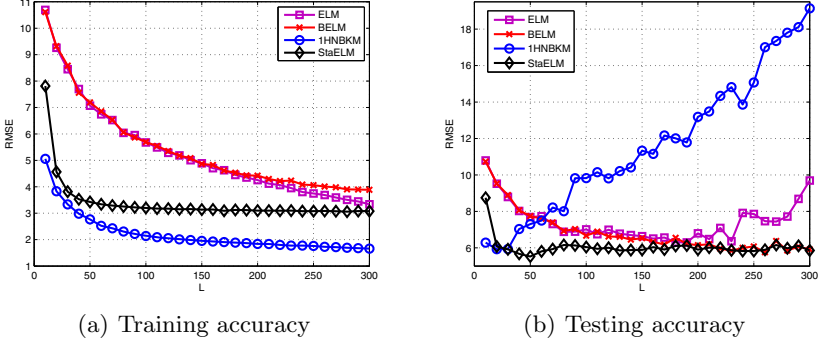 11
10
9
8
7
6
5
4
3
2
1
RMSE
0
50
100
150
200
250
300
L
ELM
BELM
1HNBKM
StaELM
(a) Training accuracy
18
16
14
12
10
8
6
RMSE
0
50
100
150
200
250
300
L
ELM
BELM
1HNBKM
StaELM
(b) Testing accuracy